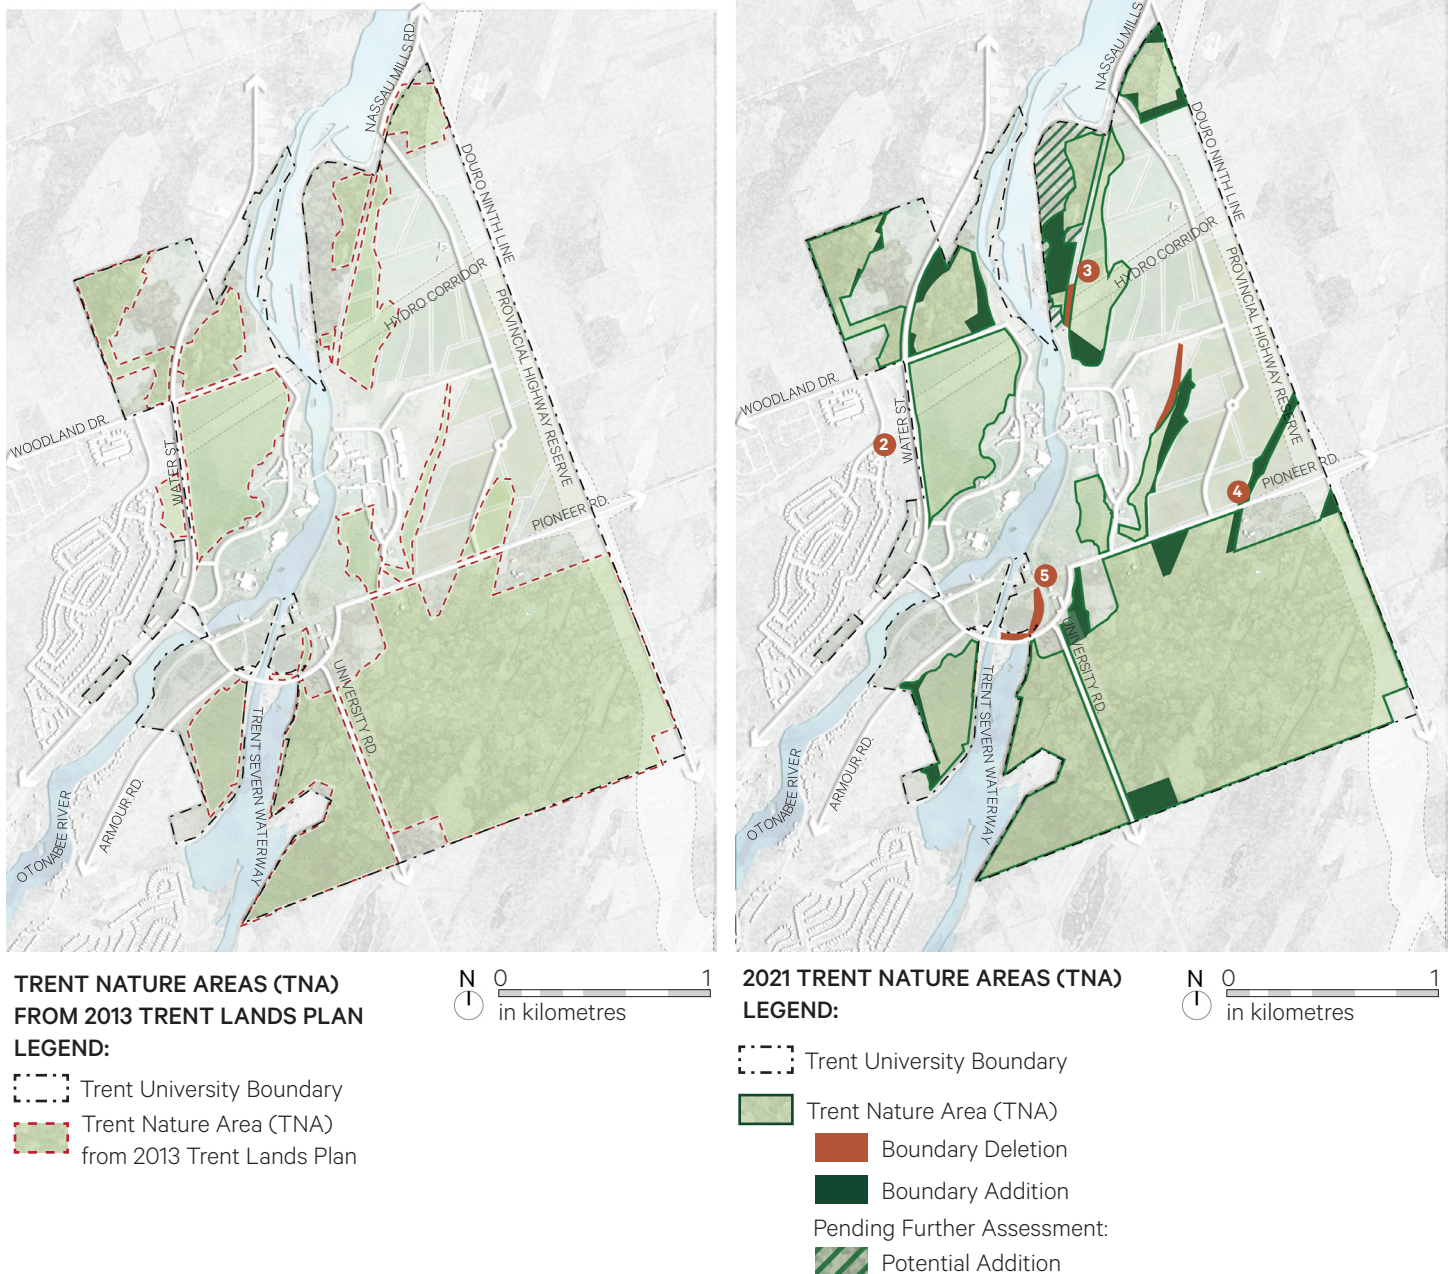 NASSAU MILLS RD
DOURO NINTH LINE
HYDRO CORRIDOR
PROVINCIAL HIGHWAY RESERVE
WOODLAND DR.
WATER ST.
PIONEER RD.
UNIVERSITY RD.
TRENT SEVERN WATERWAY
ARMOUR RD.
OTONABEE RIVER
TRENT NATURE AREAS (TNA)
FROM 2013 TRENT LANDS PLAN
LEGEND:
N
0 1
in kilometres
Trent University Boundary
Trent Nature Area (TNA)
from 2013 Trent Lands Plan
NASSAU MILLS
DOURO NINTH LINE
3
HYDRO CORRIDOR
PROVINCIAL HIGHWAY RESERVE
WOODLAND DR.
2
WATER ST.
4
PIONEER RD.
5
UNIVERSITY RD.
TRENT SEVERN WATERWAY
ARMOUR RD.
OTONABEE RIVER
2021 TRENT NATURE AREAS (TNA)
LEGEND:
N
0 1
in kilometres
Trent University Boundary
Trent Nature Area (TNA)
Boundary Deletion
Boundary Addition
Pending Further Assessment:
Potential Addition